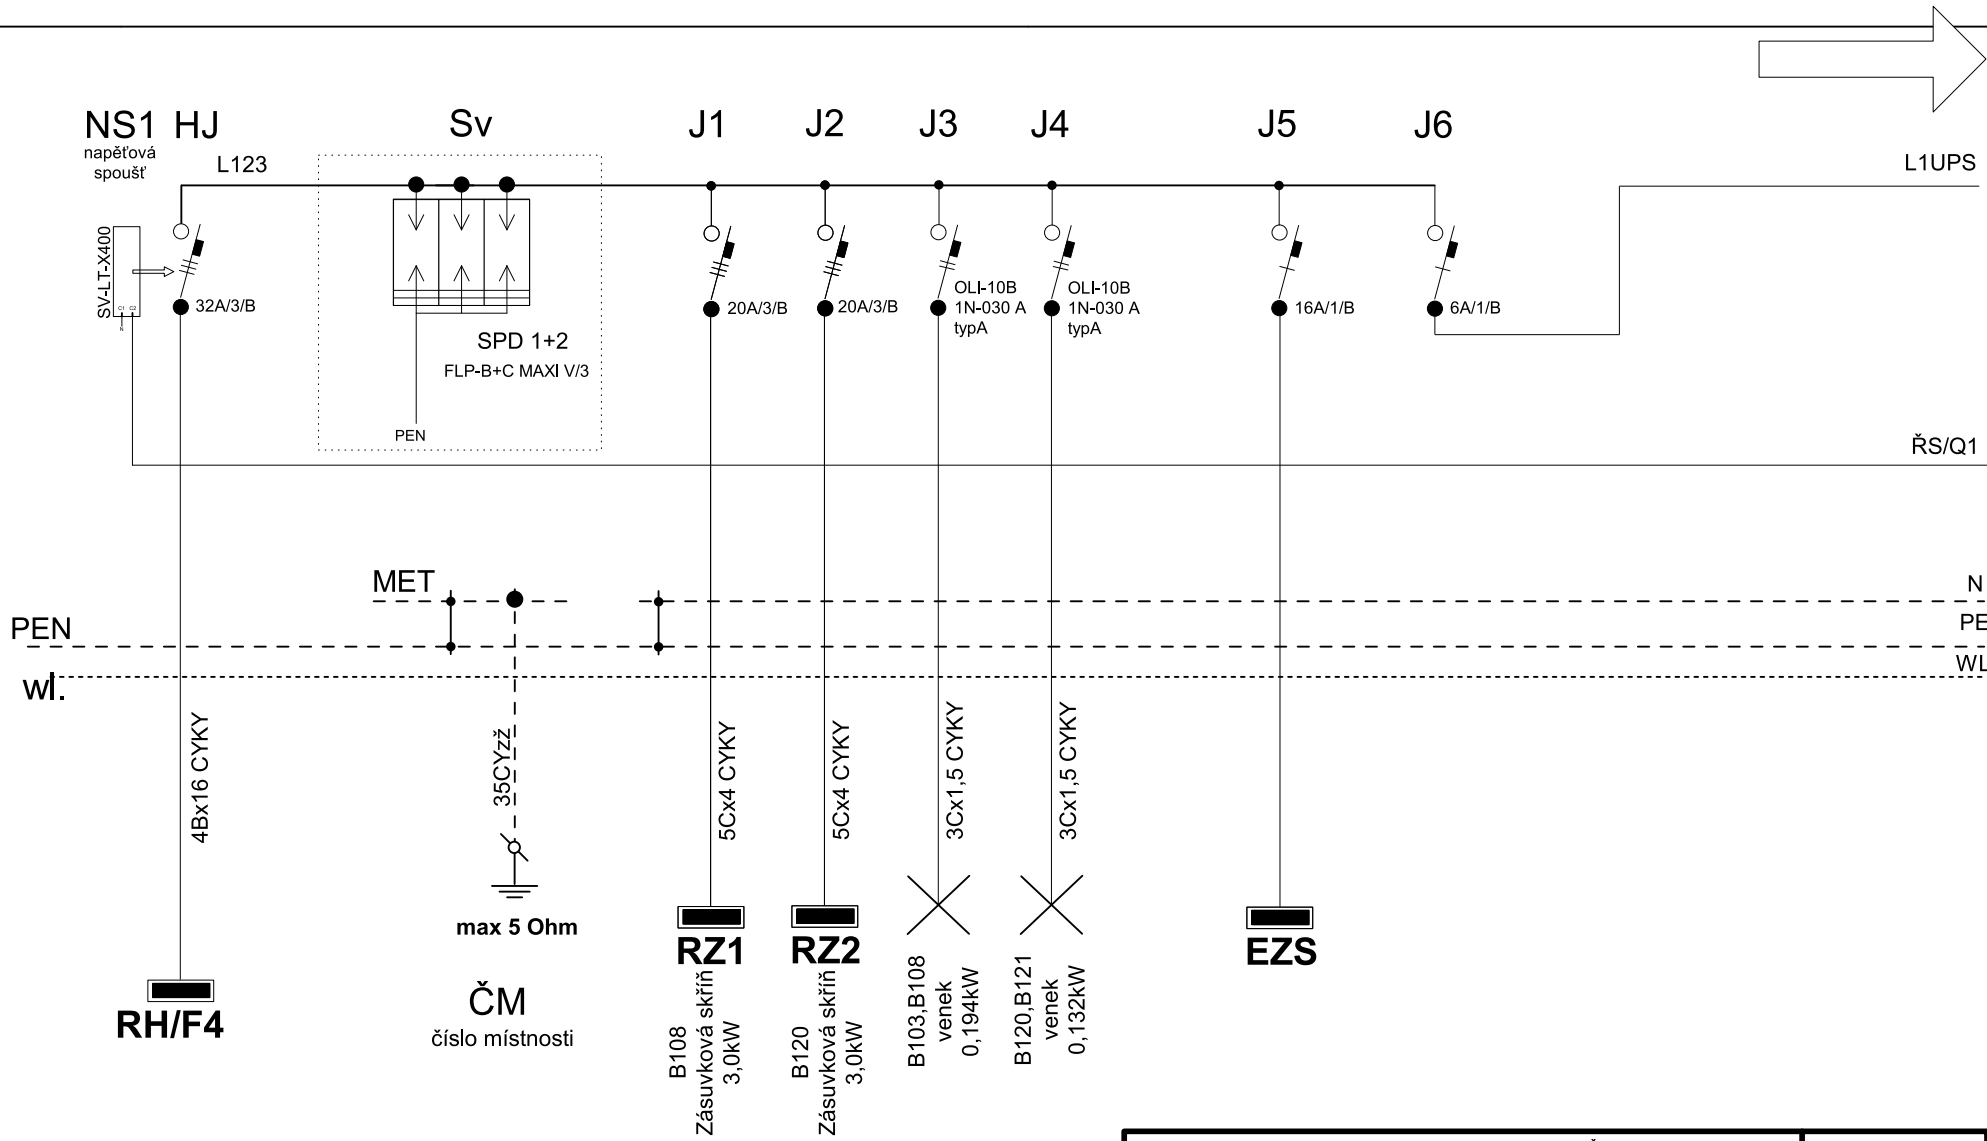 NS1 HJ Sv J1 J2 J3 J4 J5 J6
napěťová
spoušť
L123
L1UPS
SV-LT-X400
C1 C2
N
32A/3/B
20A/3/B
20A/3/B
OLI-10B
1N-030 A
typA
OLI-10B
1N-030 A
typA
16A/1/B
6A/1/B
SPD 1+2
FLP-B+C MAXI V/3
PEN
ŘS/Q1
MET
N
PEN
PE
wl.
WL
4Bx16 CYKY
35CYzž
5Cx4 CYKY
5Cx4 CYKY
3Cx1,5 CYKY
3Cx1,5 CYKY
max 5 Ohm
RZ1
RZ2
EZS
RH/F4
ČM
číslo místnosti
B108
Zásuvková skříň
3,0kW
B120
Zásuvková skříň
3,0kW
B103,B108
venek
0,194kW
B120,B121
venek
0,132kW